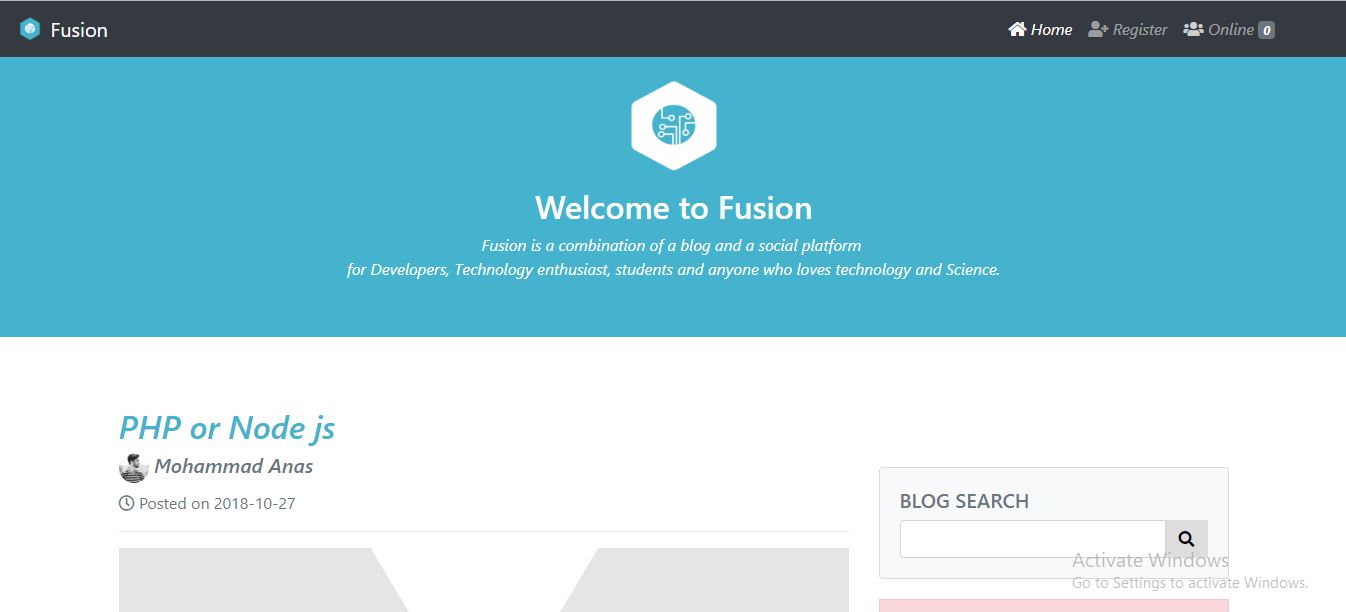 Fusion
Home Register Online 0
Welcome to Fusion
Fusion is a combination of a blog and a social platform
for Developers, Technology enthusiast, students and anyone who loves technology and Science.
PHP or Node js
Mohammad Anas
Posted on 2018-10-27
BLOG SEARCH
Activate Windows
Go to Settings to activate Windows.